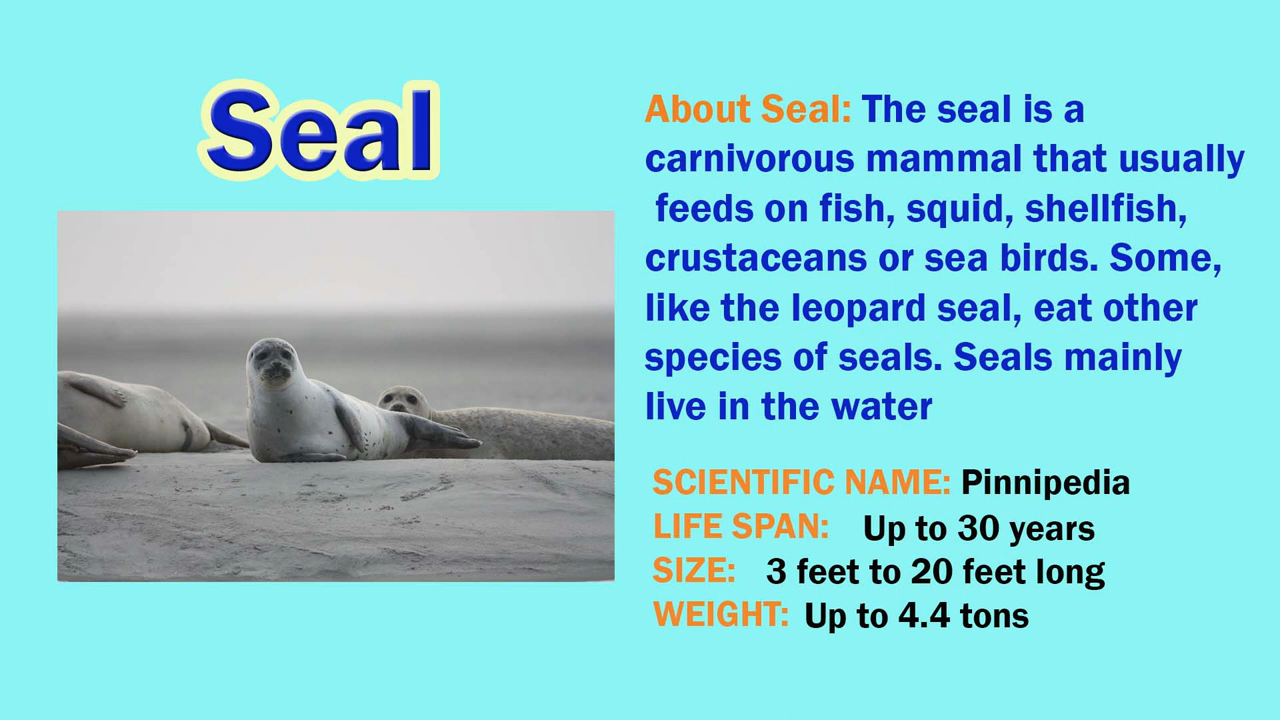 Seal
About Seal: The seal is a
carnivorous mammal that usually
feeds on fish, squid, shellfish,
crustaceans or sea birds. Some,
like the leopard seal, eat other
species of seals. Seals mainly
live in the water
SCIENTIFIC NAME: Pinnipedia
LIFE SPAN: Up to 30 years
SIZE: 3 feet to 20 feet long
WEIGHT: Up to 4.4 tons